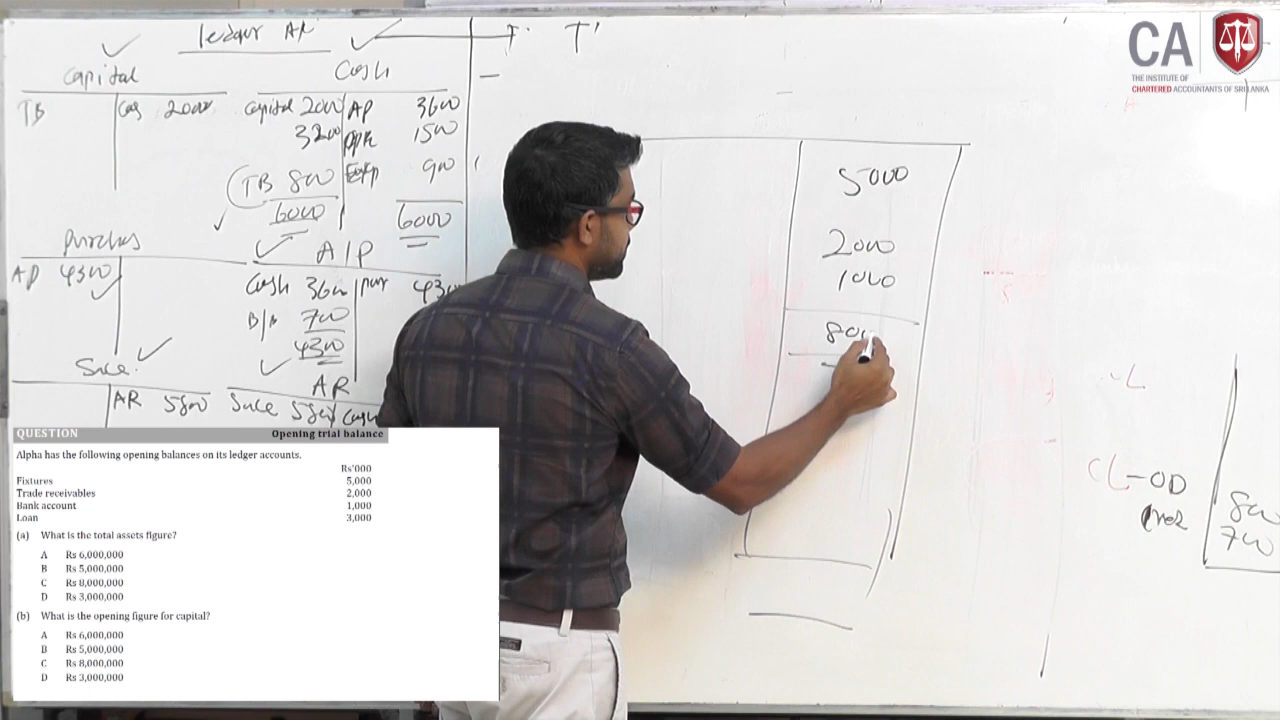 ledger
Capital
TB
Cash
Cash
Capital 2000
AP 3600
3200
1500
TB 800
900
6000
6000
Purchas
AP 4300
A/P
Cash 3600
4300
B/B 700
4300
Sale
AR 5800
AR
Sale 5800
Cash
T
5000
2000
1000
800
CL
CL-OD
800
700
CA
THE INSTITUTE OF
CHARTERED ACCOUNTANTS OF SRI LANKA
QUESTION Opening trial balance
Alpha has the following opening balances on its ledger accounts.
Rs'000
Fixtures 5,000
Trade receivables 2,000
Bank account 1,000
Loan 3,000
(a) What is the total assets figure?
A Rs 6,000,000
B Rs 5,000,000
C Rs 8,000,000
D Rs 3,000,000
(b) What is the opening figure for capital?
A Rs 6,000,000
B Rs 5,000,000
C Rs 8,000,000
D Rs 3,000,000